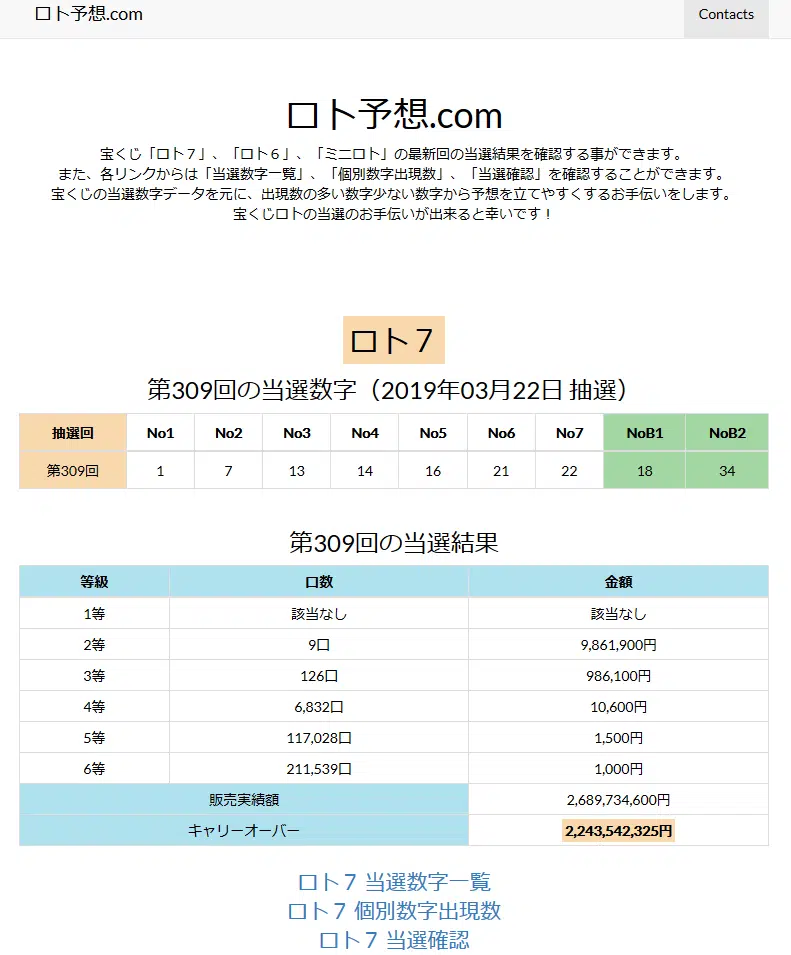 ロト予想.com
Contacts
ロト予想.com
宝くじ「ロト７」、「ロト６」、「ミニロト」の最新回の当選結果を確認する事ができます。
また、各リンクからは「当選数字一覧」、「個別数字出現数」、「当選確認」を確認することができます。
宝くじの当選数字データを元に、出現数の多い数字少ない数字から予想を立てやすくするお手伝いをします。
宝くじロトの当選のお手伝いが出来ると幸いです！
ロト７
第309回の当選数字（2019年03月22日 抽選）
抽選回 No1 No2 No3 No4 No5 No6 No7 NoB1 NoB2
第309回 1 7 13 14 16 21 22 18 34
第309回の当選結果
等級 口数 金額
1等 該当なし 該当なし
2等 9口 9,861,900円
3等 126口 986,100円
4等 6,832口 10,600円
5等 117,028口 1,500円
6等 211,539口 1,000円
販売実績額 2,689,734,600円
キャリーオーバー 2,243,542,325円
ロト７ 当選数字一覧
ロト７ 個別数字出現数
ロト７ 当選確認